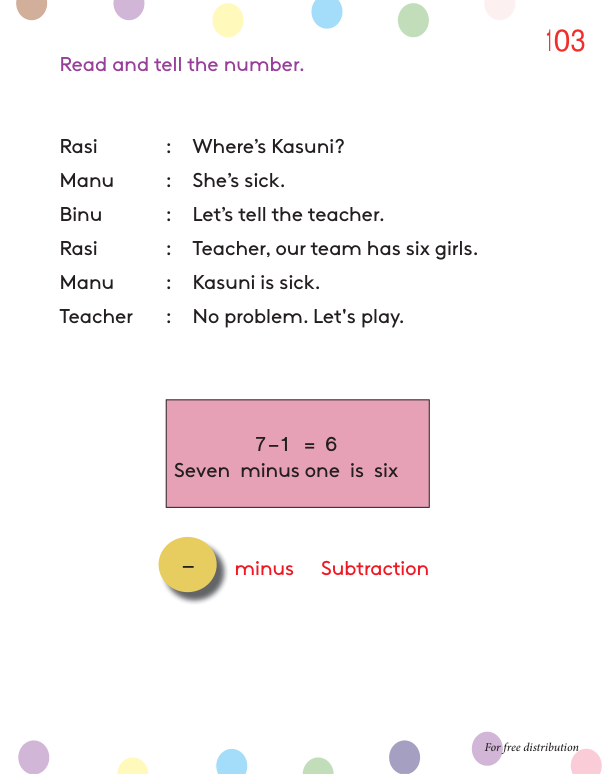 103
Read and tell the number.
Rasi : Where's Kasuni?
Manu : She's sick.
Binu : Let's tell the teacher.
Rasi : Teacher, our team has six girls.
Manu : Kasuni is sick.
Teacher : No problem. Let's play.
7–1 = 6
Seven minus one is six
– minus Subtraction
For free distribution